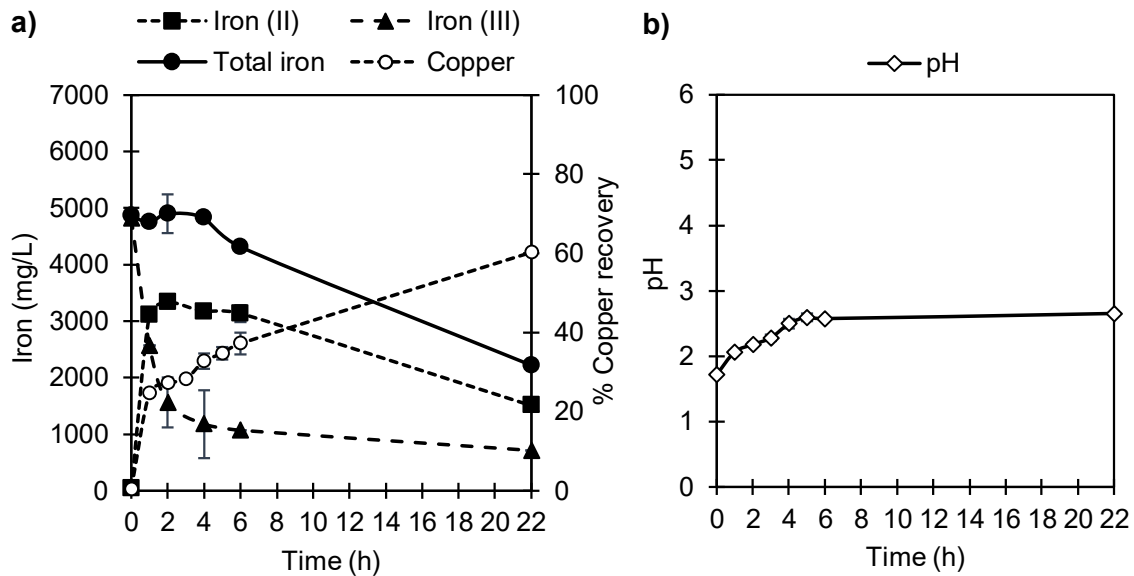 a)
Iron (II) Iron (III)
Total iron Copper
7000
6000
5000
4000
3000
2000
1000
0
Iron (mg/L)
100
80
60
40
20
0
% Copper recovery
0 2 4 6 8 10 12 14 16 18 20 22
Time (h)
b)
pH
6
5
4
3
2
1
0
pH
0 2 4 6 8 10 12 14 16 18 20 22
Time (h)